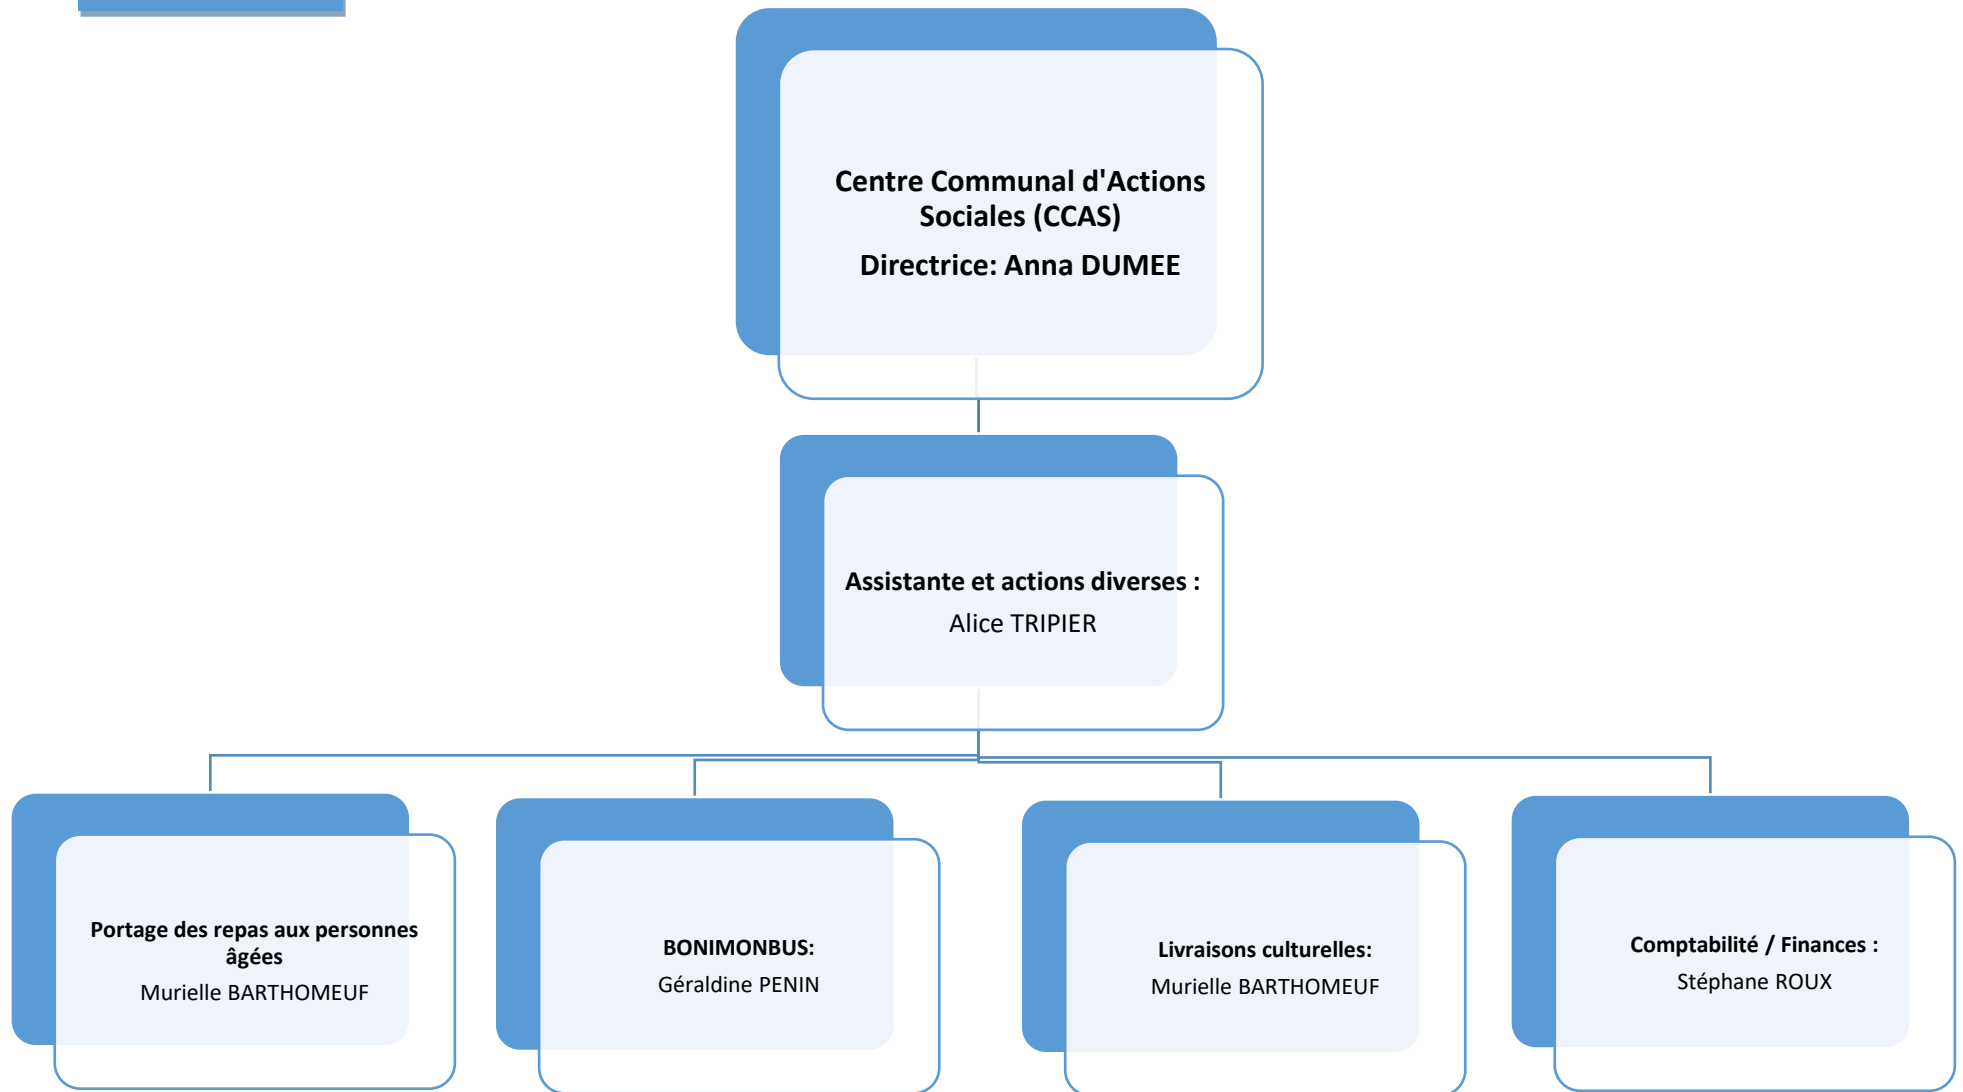 Centre Communal d'Actions
Sociales (CCAS)
Directrice: Anna DUMEE
Assistante et actions diverses :
Alice TRIPIER
Portage des repas aux personnes
âgées
Murielle BARTHOMEUF
BONIMONBUS:
Géraldine PENIN
Livraisons culturelles:
Murielle BARTHOMEUF
Comptabilité / Finances :
Stéphane ROUX